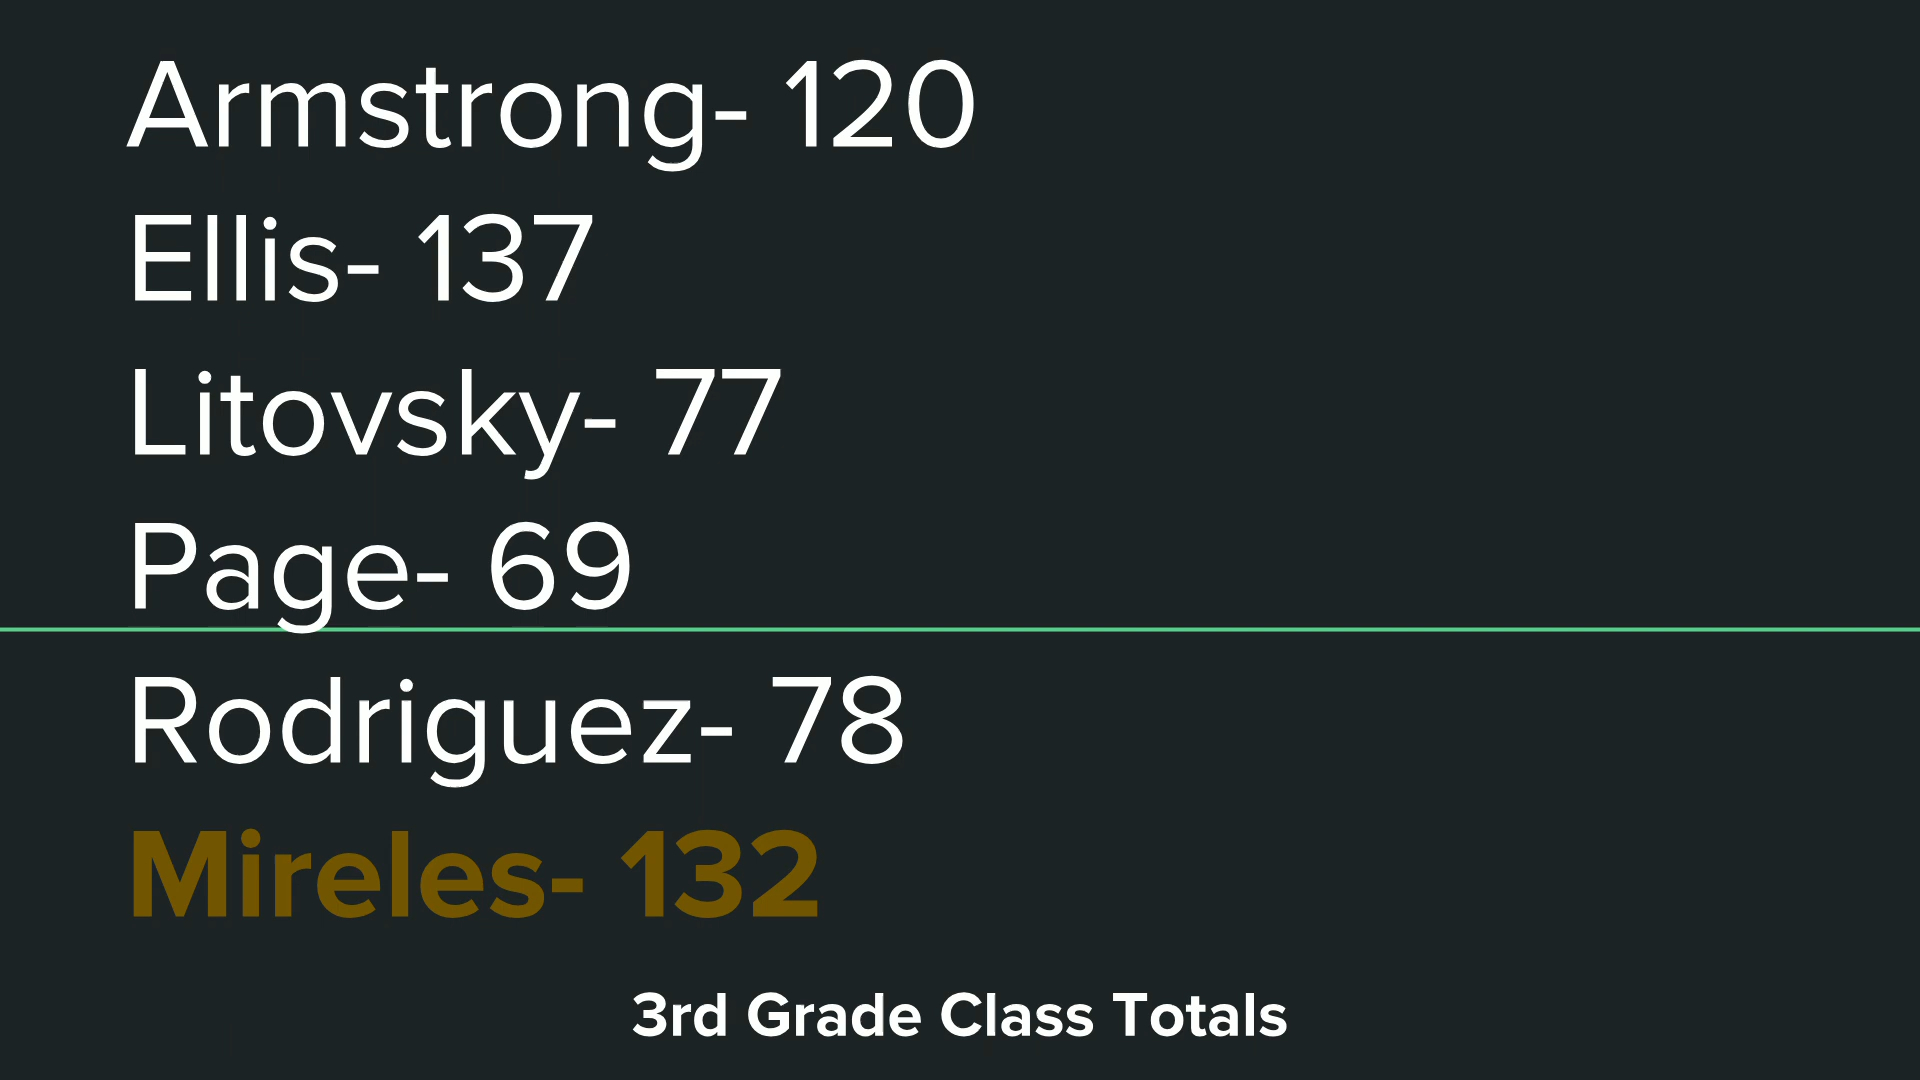 Armstrong- 120
Ellis- 137
Litovsky- 77
Page- 69
Rodriguez- 78
Mireles- 132
3rd Grade Class Totals